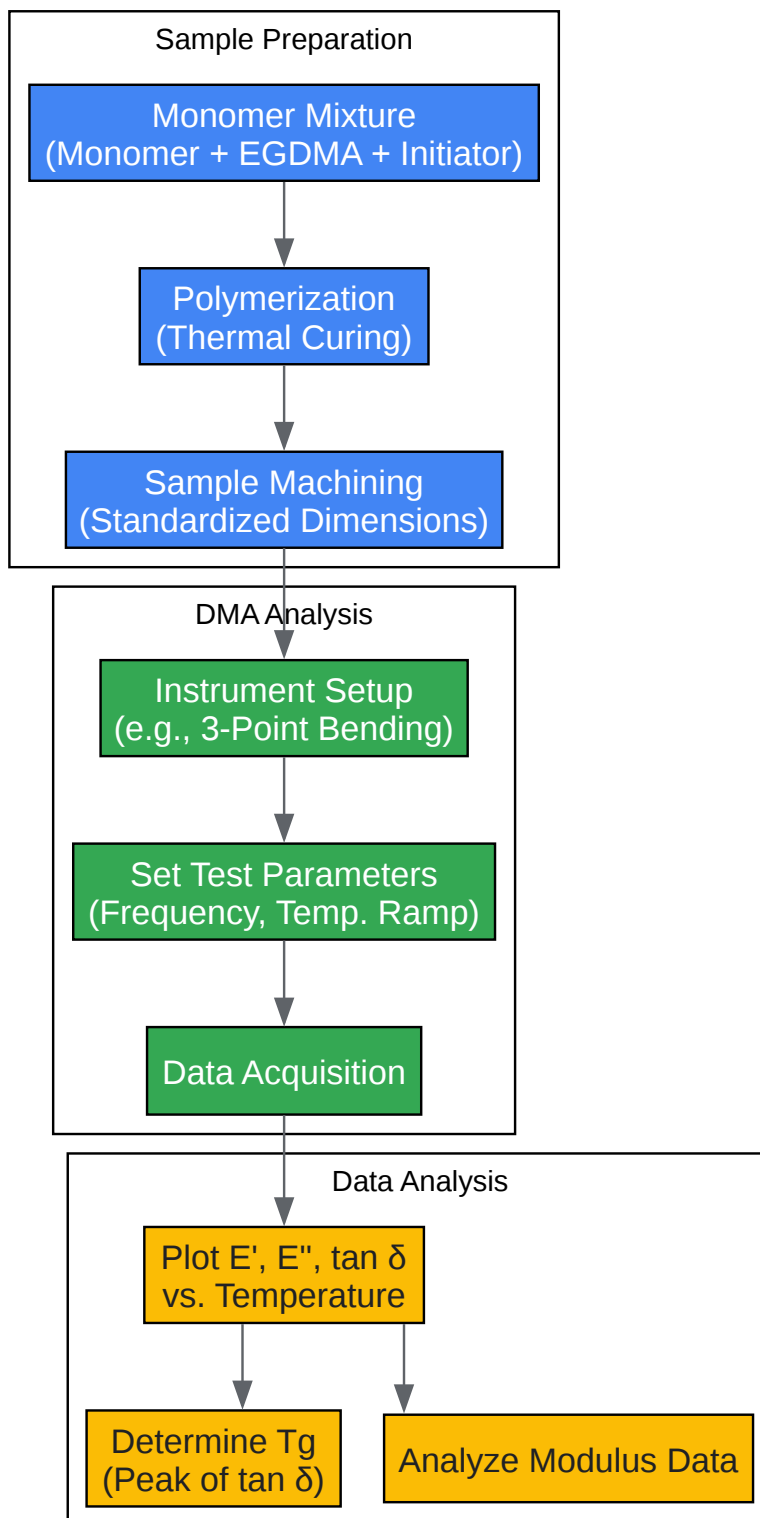 Sample Preparation
Monomer Mixture
(Monomer + EGDMA + Initiator)
Polymerization
(Thermal Curing)
Sample Machining
(Standardized Dimensions)
DMA Analysis
Instrument Setup
(e.g., 3-Point Bending)
Set Test Parameters
(Frequency, Temp. Ramp)
Data Acquisition
Data Analysis
Plot E', E'', tan δ
vs. Temperature
Determine Tg
(Peak of tan δ)
Analyze Modulus Data